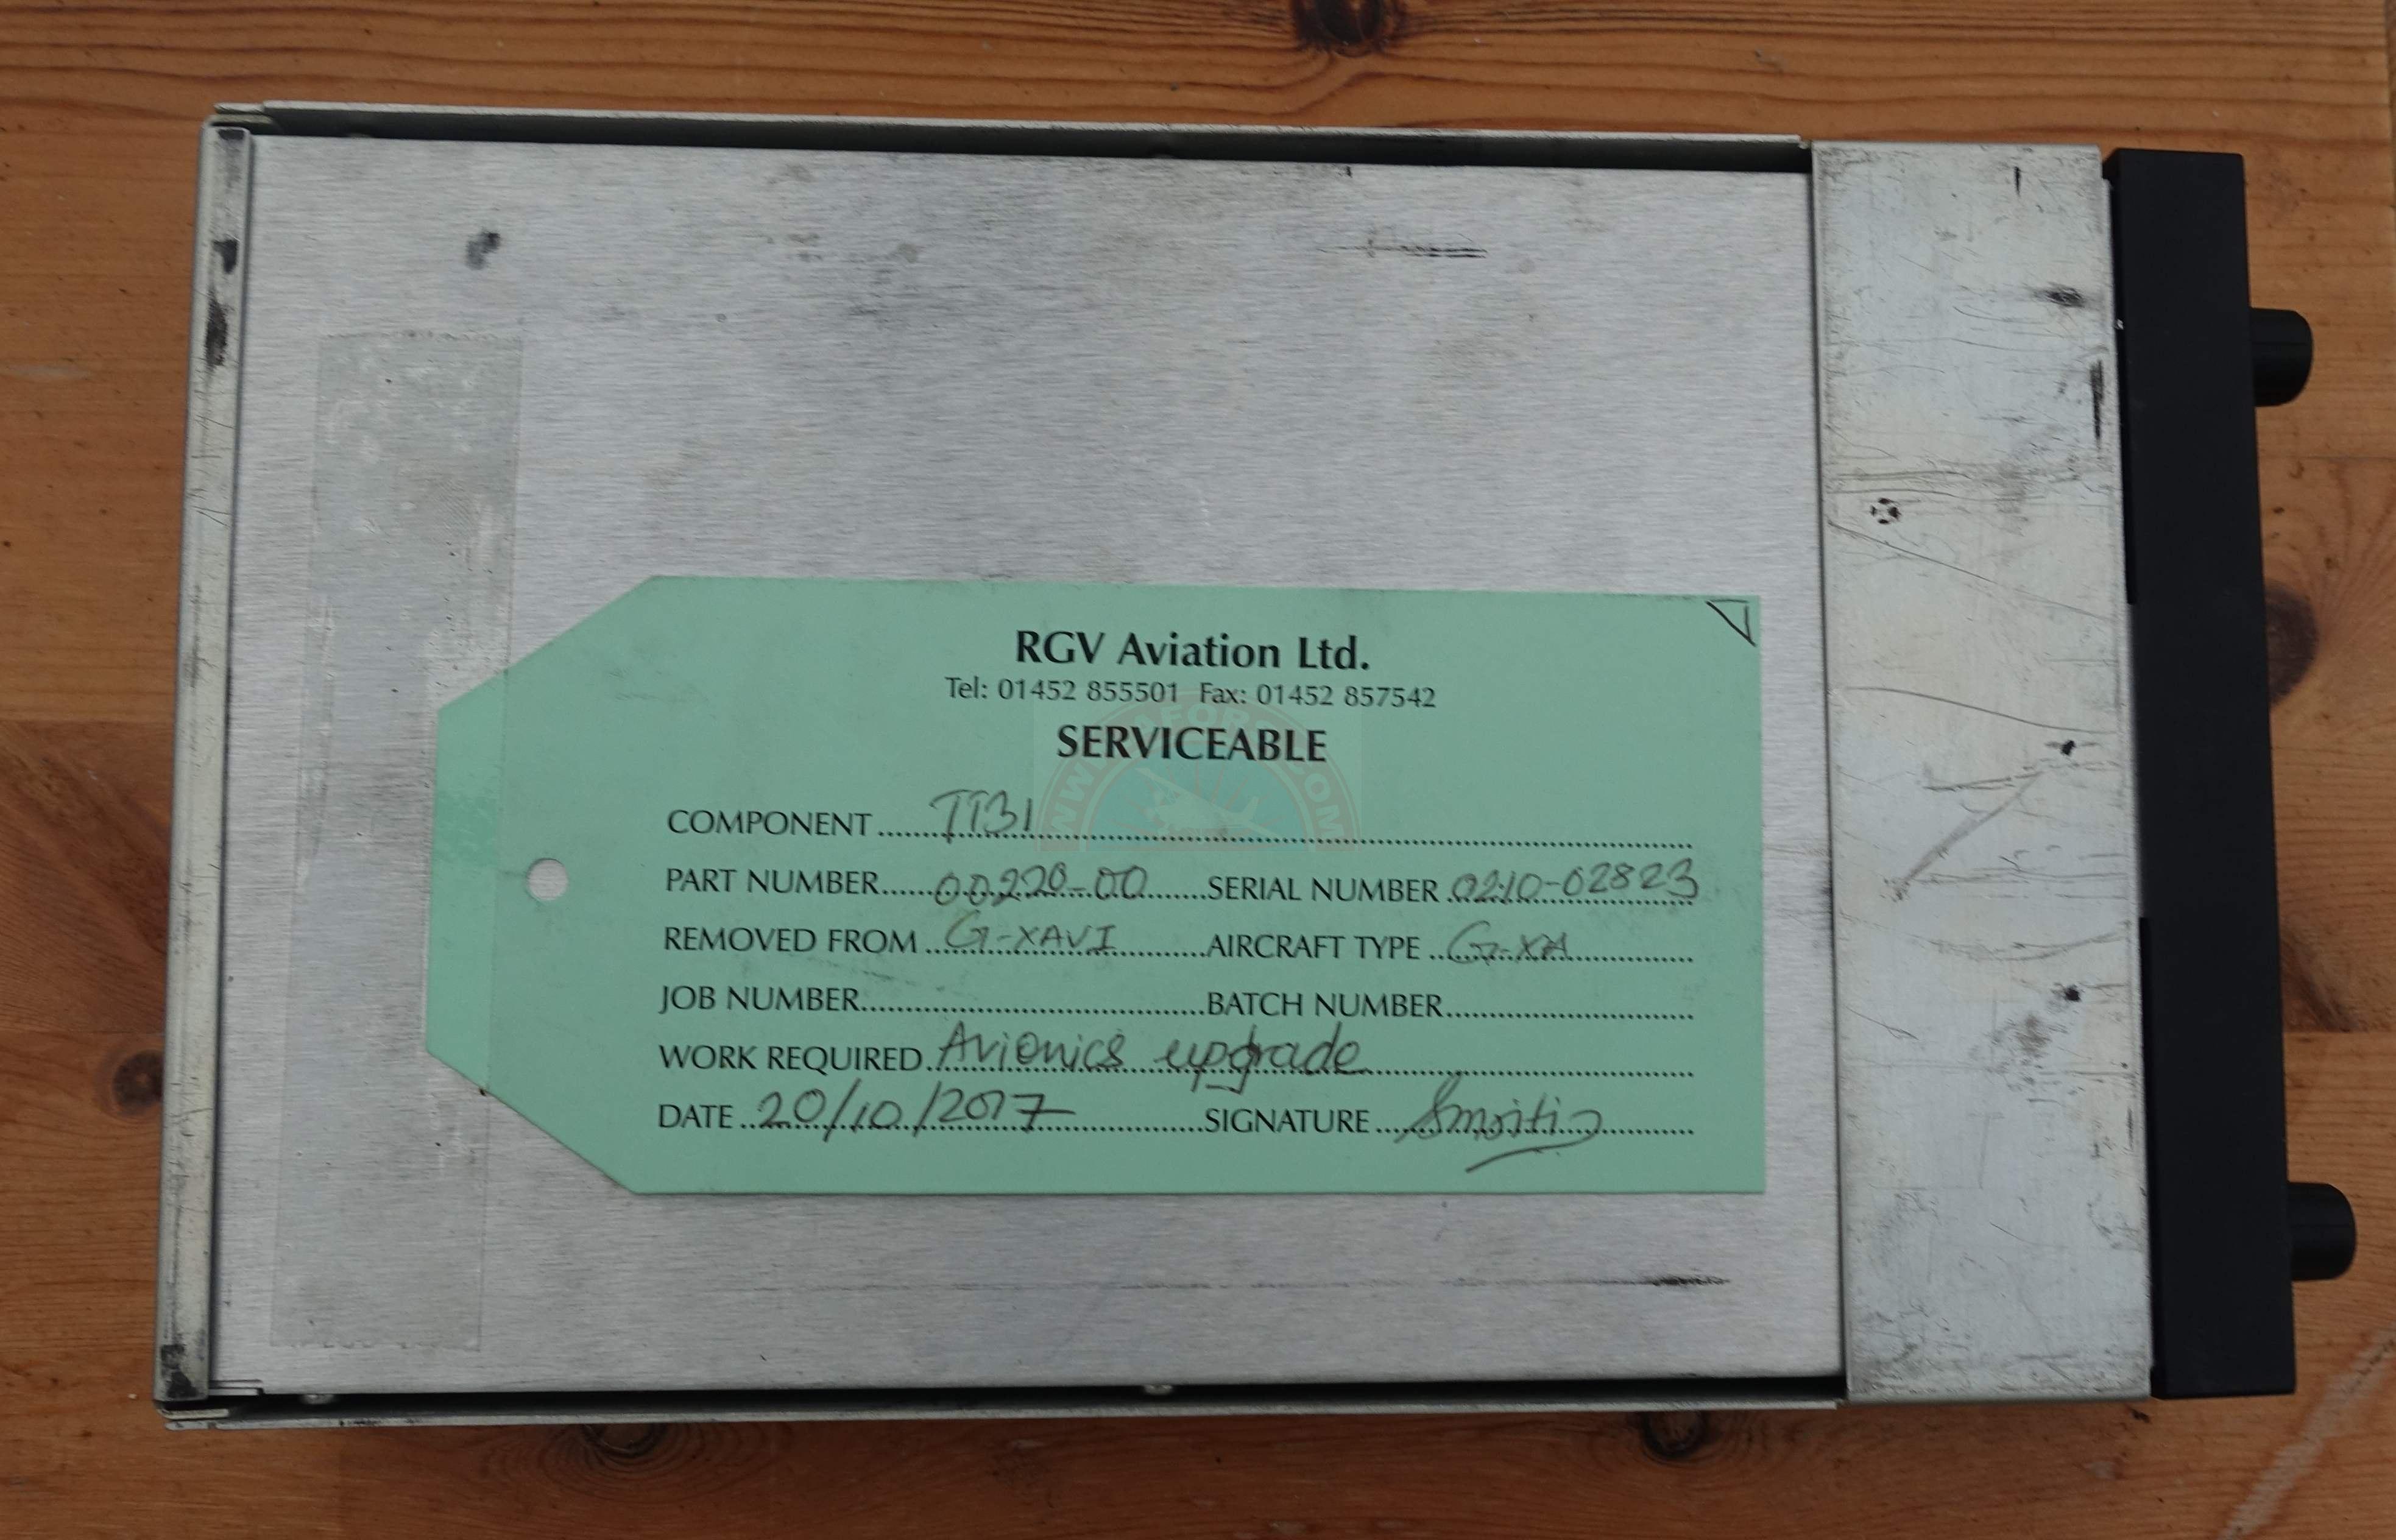 RGV Aviation Ltd.
Tel: 01452 855501 Fax: 01452 857542
SERVICEABLE
COMPONENT TT31
PART NUMBER 00220-00 SERIAL NUMBER 0210-02823
REMOVED FROM G-XAVI AIRCRAFT TYPE G-XA
JOB NUMBER BATCH NUMBER
WORK REQUIRED Avionics upgrade
DATE 20/10/2017 SIGNATURE